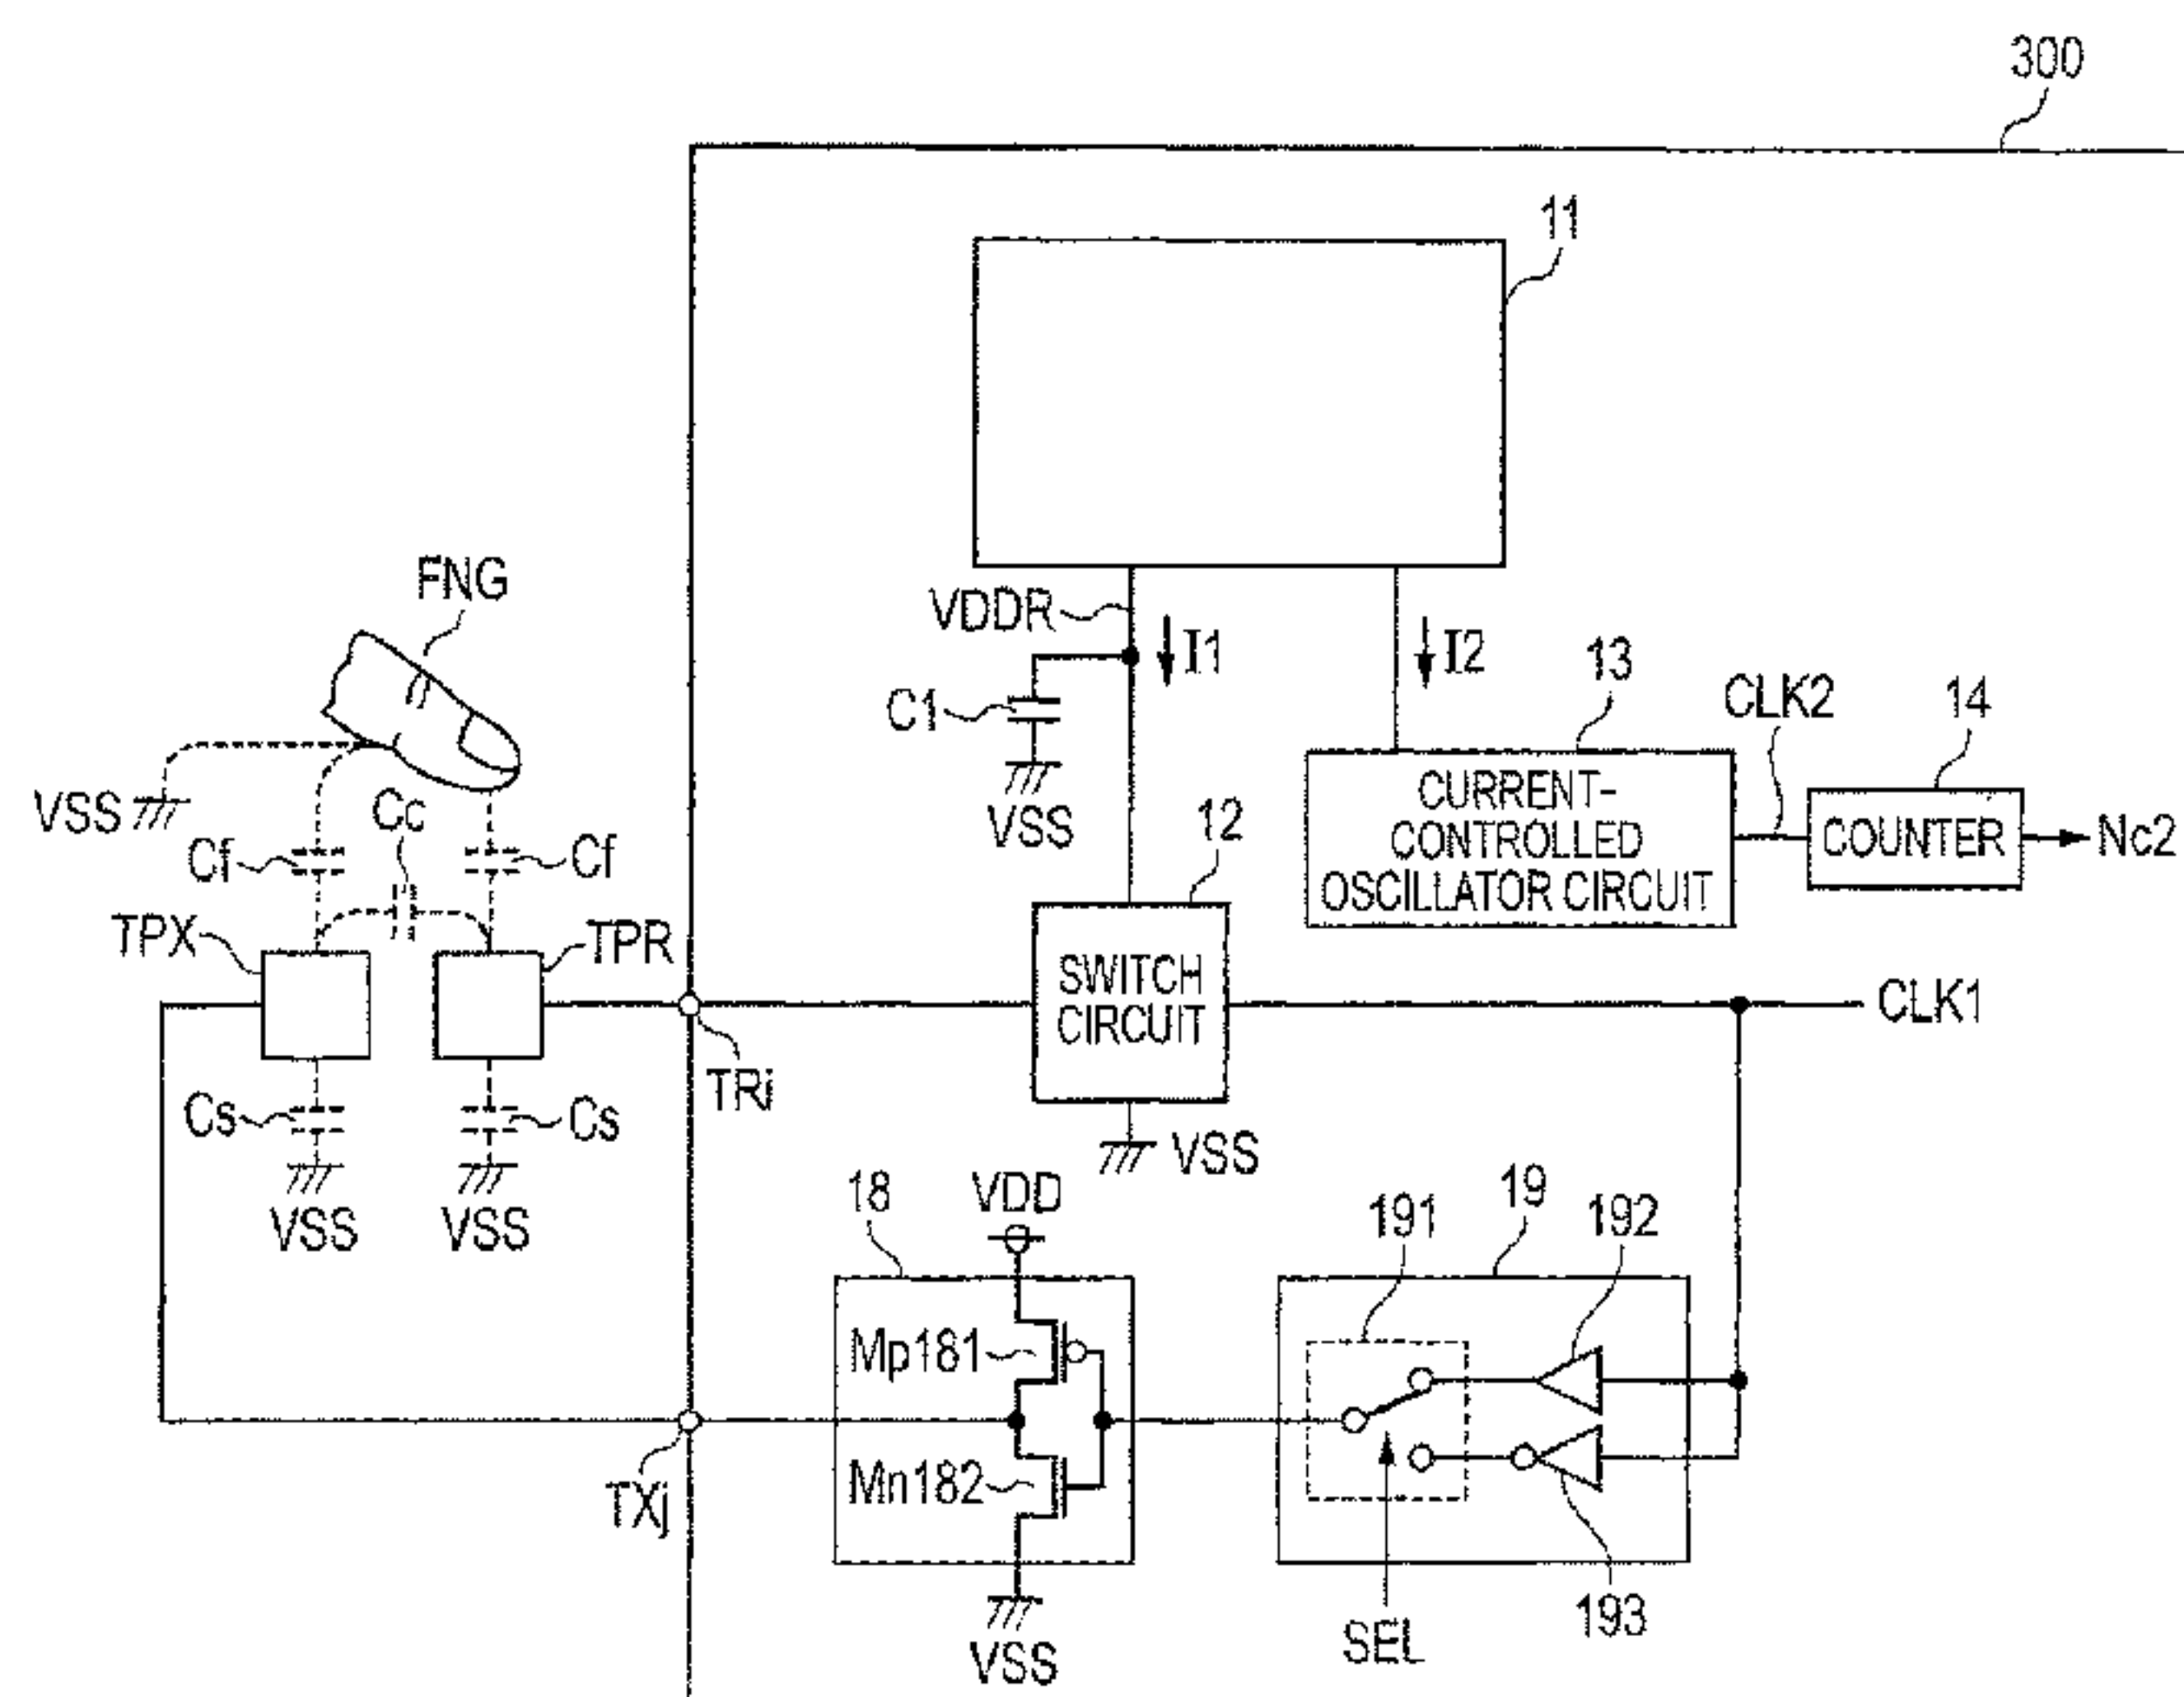 300
11
FNG
VDDR
I1
I2
13
C1
CLK2
14
VSS
VSS
Cc
12
CURRENT-
CONTROLLED
OSCILLATOR CIRCUIT
COUNTER
Nc2
Cf
Cf
TPX
TPR
SWITCH
CIRCUIT
CLK1
TRi
Cs
Cs
VSS
VSS
VSS
18
VDD
191
19
192
Mp181
Mn182
TXj
VSS
SEL
193